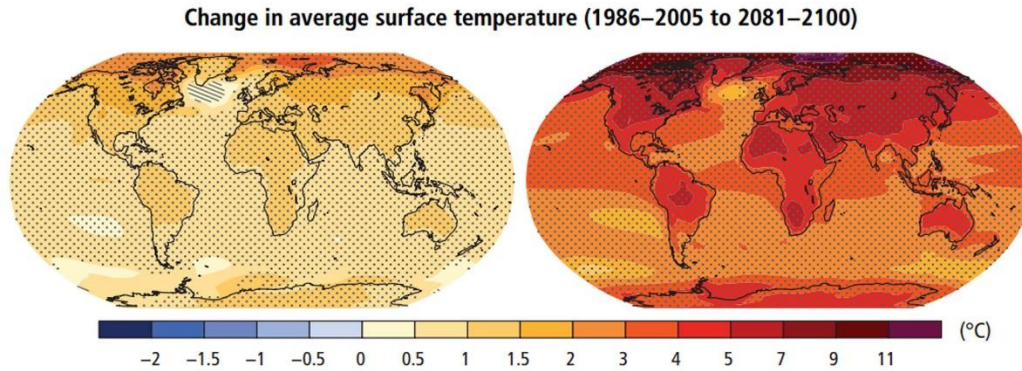 Change in average surface temperature (1986–2005 to 2081–2100)
(°C)
−2 −1.5 −1 −0.5 0 0.5 1 1.5 2 3 4 5 7 9 11